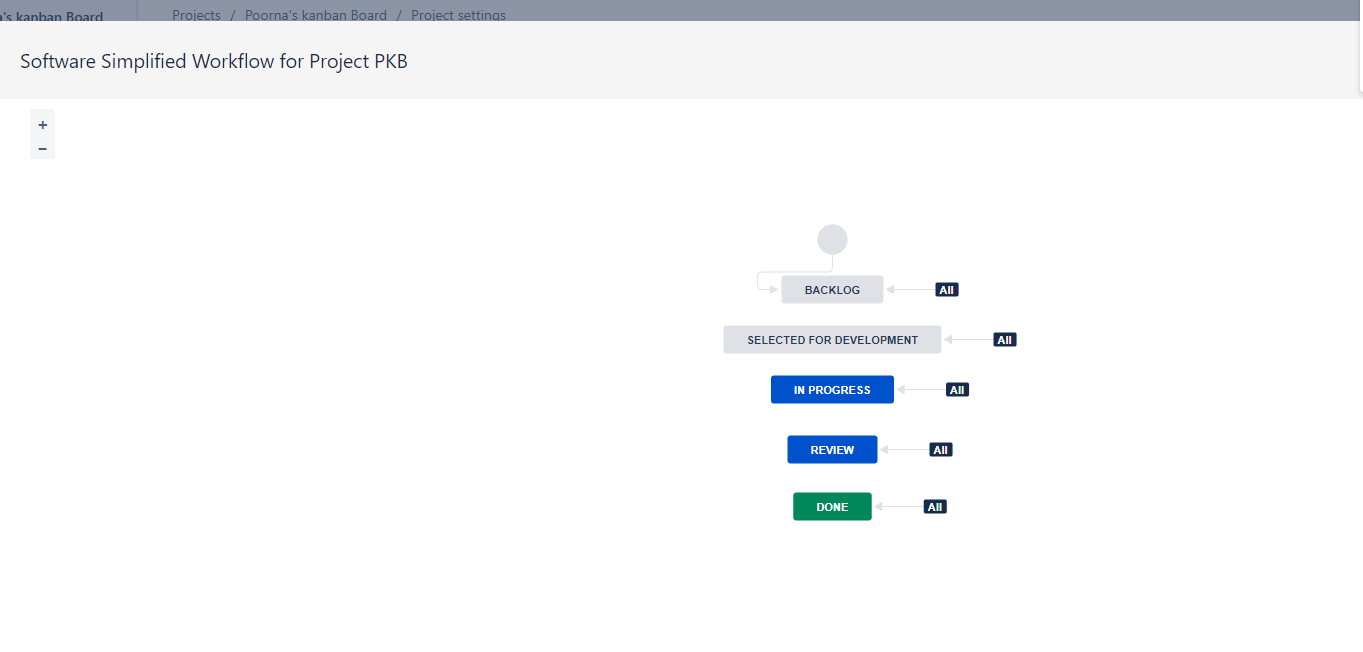 's kanban Board
Projects / Poorna's kanban Board / Project settings
Software Simplified Workflow for Project PKB
+
−
BACKLOG All
SELECTED FOR DEVELOPMENT All
IN PROGRESS All
REVIEW All
DONE All